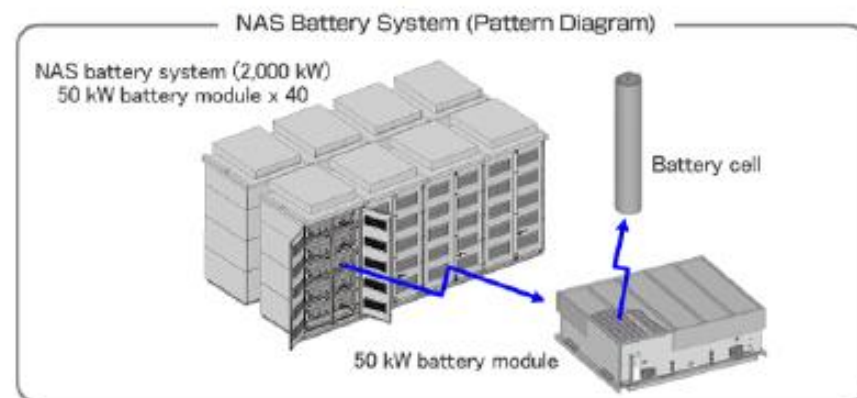 NAS Battery System (Pattern Diagram)
NAS battery system (2,000 kW)
50 kW battery module x 40
Battery cell
50 kW battery module